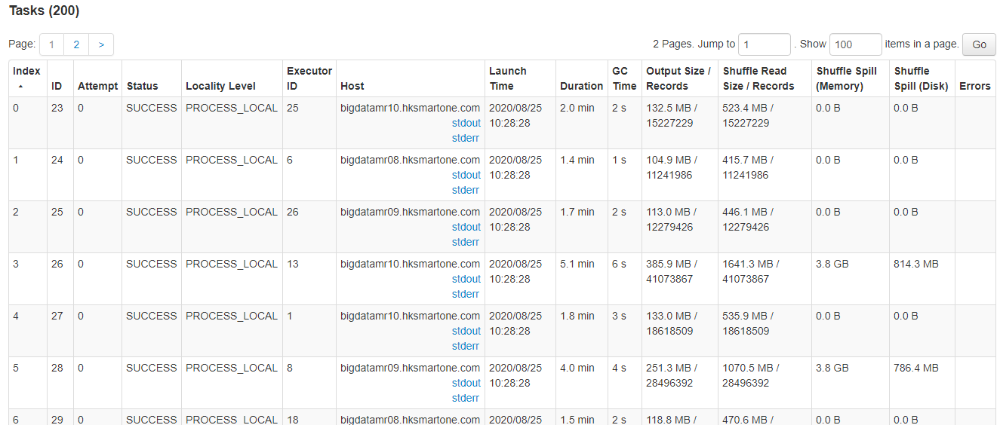 Tasks (200)
Page: 1 2 > 2 Pages. Jump to 1 . Show 100 items in a page. Go
Index ID Attempt Status Locality Level Executor ID Host Launch Time Duration GC Time Output Size / Records Shuffle Read Size / Records Shuffle Spill (Memory) Shuffle Spill (Disk) Errors
0 23 0 SUCCESS PROCESS_LOCAL 25 bigdatamr10.hksmartone.com 2020/08/25 2.0 min 2 s 132.5 MB / 523.4 MB / 0.0 B 0.0 B
stdout 10:28:28 15227229 15227229
stderr
1 24 0 SUCCESS PROCESS_LOCAL 6 bigdatamr08.hksmartone.com 2020/08/25 1.4 min 1 s 104.9 MB / 415.7 MB / 0.0 B 0.0 B
stdout 10:28:28 11241986 11241986
stderr
2 25 0 SUCCESS PROCESS_LOCAL 26 bigdatamr09.hksmartone.com 2020/08/25 1.7 min 2 s 113.0 MB / 446.1 MB / 0.0 B 0.0 B
stdout 10:28:28 12279426 12279426
stderr
3 26 0 SUCCESS PROCESS_LOCAL 13 bigdatamr10.hksmartone.com 2020/08/25 5.1 min 6 s 385.9 MB / 1641.3 MB / 3.8 GB 814.3 MB
stdout 10:28:28 41073867 41073867
stderr
4 27 0 SUCCESS PROCESS_LOCAL 1 bigdatamr10.hksmartone.com 2020/08/25 1.8 min 3 s 133.0 MB / 535.9 MB / 0.0 B 0.0 B
stdout 10:28:28 18618509 18618509
stderr
5 28 0 SUCCESS PROCESS_LOCAL 8 bigdatamr09.hksmartone.com 2020/08/25 4.0 min 4 s 251.3 MB / 1070.5 MB / 3.8 GB 786.4 MB
stdout 10:28:28 28496392 28496392
stderr
6 29 0 SUCCESS PROCESS_LOCAL 18 bigdatamr08.hksmartone.com 2020/08/25 1.5 min 2 s 118.8 MB / 470.6 MB / 0.0 B 0.0 B